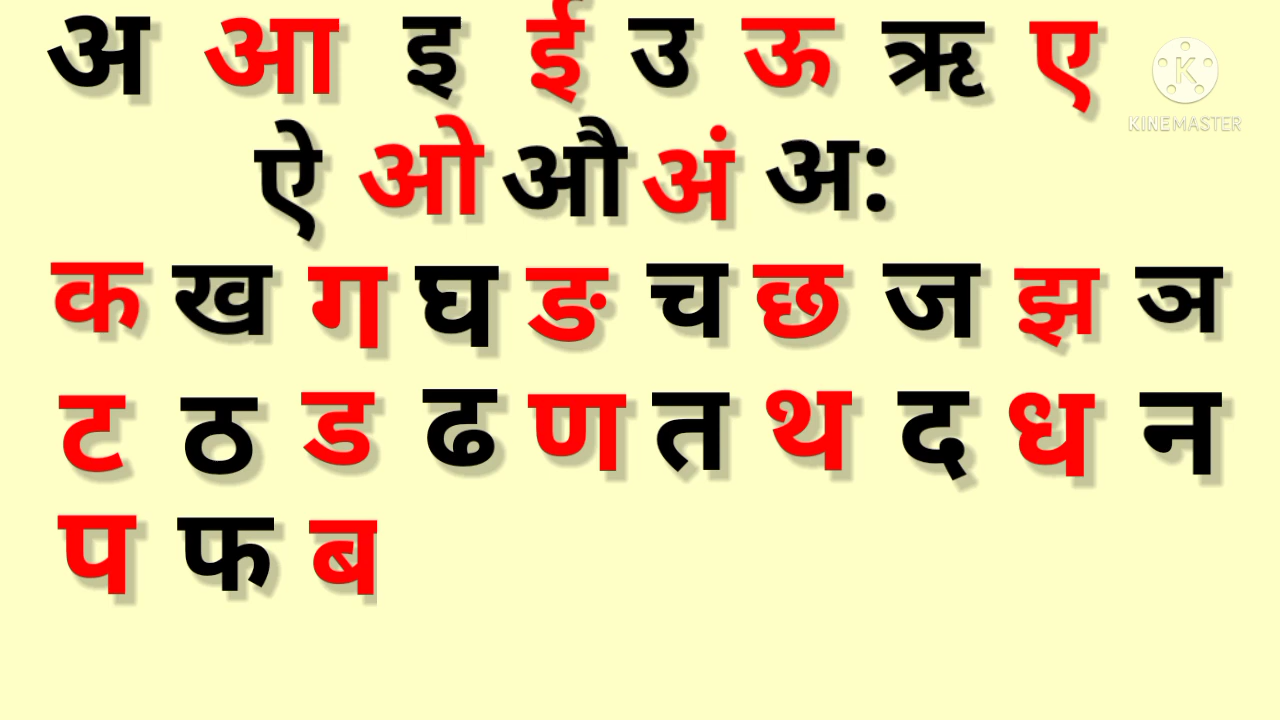 अ आ इ ई उ ऊ ऋ ए
KINEMASTER
ऐ ओ औ अं अ:
क ख ग घ ङ च छ ज झ ञ
ट ठ ड ढ ण त थ द ध न
प फ ब